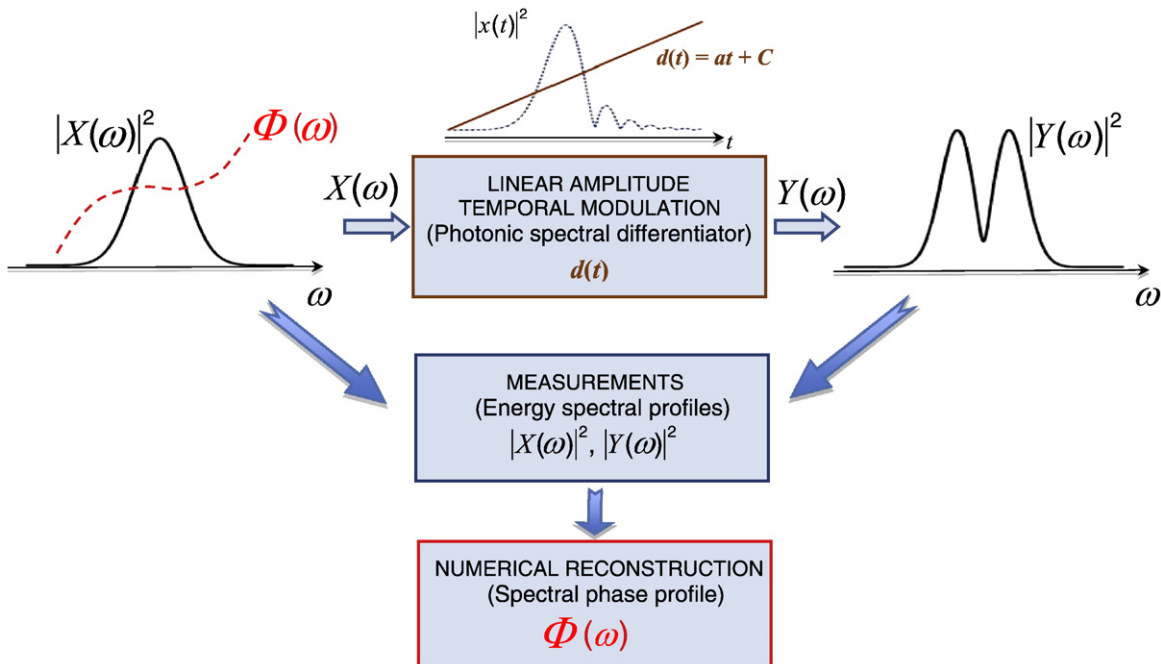 |x(t)|²
d(t) = at + C
t
|X(ω)|²
Φ(ω)
ω
X(ω)
LINEAR AMPLITUDE
TEMPORAL MODULATION
(Photonic spectral differentiator)
d(t)
Y(ω)
|Y(ω)|²
ω
MEASUREMENTS
(Energy spectral profiles)
|X(ω)|², |Y(ω)|²
NUMERICAL RECONSTRUCTION
(Spectral phase profile)
Φ(ω)